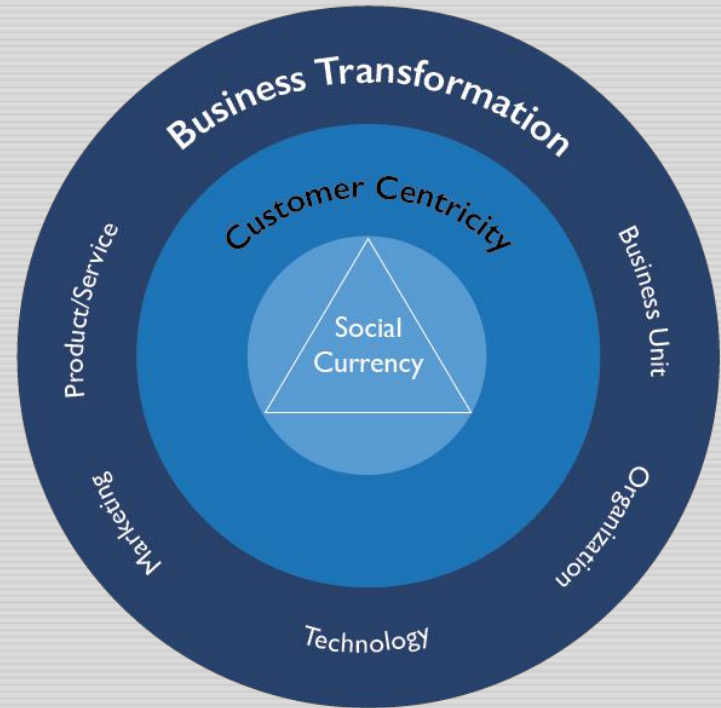 Business Transformation
Customer Centricity
Product/Service
Business Unit
Social
Currency
Marketing
Organization
Technology